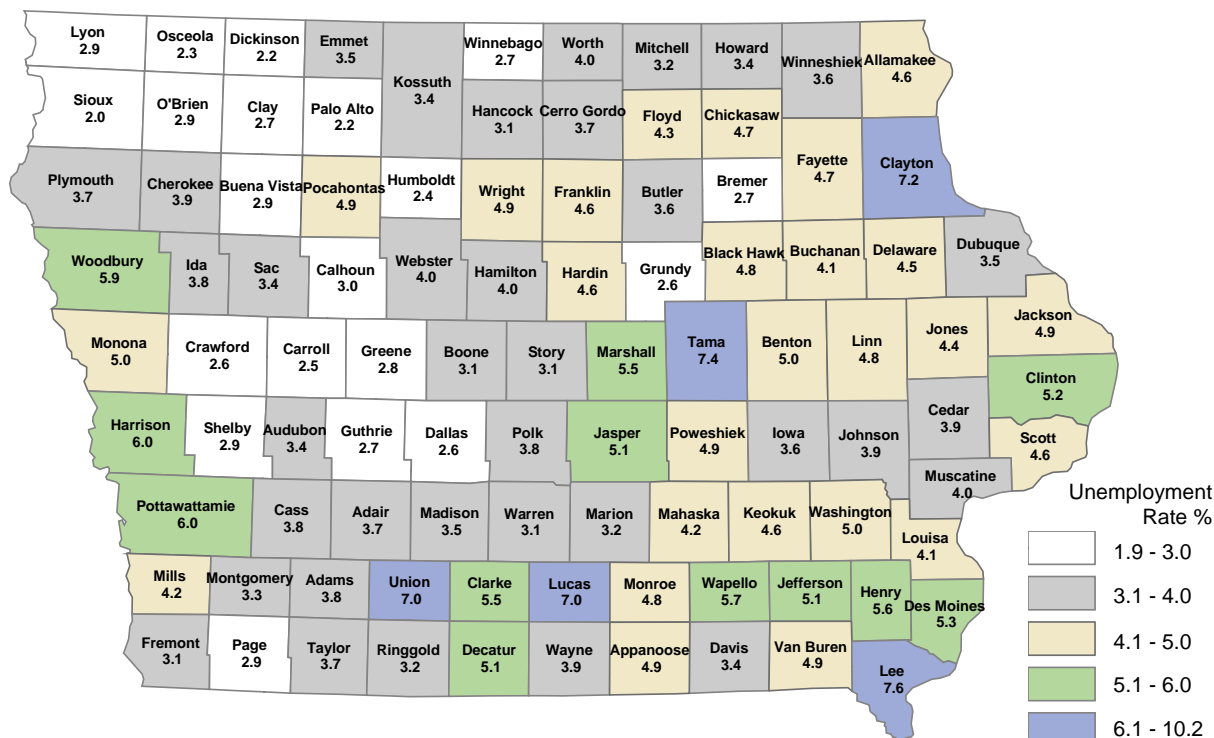 Lyon
2.9
Osceola
2.3
Dickinson
2.2
Emmet
3.5
Kossuth
3.4
Winnebago
2.7
Worth
4.0
Mitchell
3.2
Howard
3.4
Winneshiek
3.6
Allamakee
4.6
Sioux
2.0
O'Brien
2.9
Clay
2.7
Palo Alto
2.2
Hancock
3.1
Cerro Gordo
3.7
Floyd
4.3
Chickasaw
4.7
Fayette
4.7
Clayton
7.2
Plymouth
3.7
Cherokee
3.9
Buena Vista
2.9
Pocahontas
4.9
Humboldt
2.4
Wright
4.9
Franklin
4.6
Butler
3.6
Bremer
2.7
Woodbury
5.9
Ida
3.8
Sac
3.4
Calhoun
3.0
Webster
4.0
Hamilton
4.0
Hardin
4.6
Grundy
2.6
Black Hawk
4.8
Buchanan
4.1
Delaware
4.5
Dubuque
3.5
Monona
5.0
Crawford
2.6
Carroll
2.5
Greene
2.8
Boone
3.1
Story
3.1
Marshall
5.5
Tama
7.4
Benton
5.0
Linn
4.8
Jones
4.4
Jackson
4.9
Clinton
5.2
Harrison
6.0
Shelby
2.9
Audubon
3.4
Guthrie
2.7
Dallas
2.6
Polk
3.8
Jasper
5.1
Poweshiek
4.9
Iowa
3.6
Johnson
3.9
Cedar
3.9
Scott
4.6
Muscatine
4.0
Pottawattamie
6.0
Cass
3.8
Adair
3.7
Madison
3.5
Warren
3.1
Marion
3.2
Mahaska
4.2
Keokuk
4.6
Washington
5.0
Louisa
4.1
Mills
4.2
Montgomery
3.3
Adams
3.8
Union
7.0
Clarke
5.5
Lucas
7.0
Monroe
4.8
Wapello
5.7
Jefferson
5.1
Henry
5.6
Des Moines
5.3
Fremont
3.1
Page
2.9
Taylor
3.7
Ringgold
3.2
Decatur
5.1
Wayne
3.9
Appanoose
4.9
Davis
3.4
Van Buren
4.9
Lee
7.6
Unemployment
Rate %
1.9 - 3.0
3.1 - 4.0
4.1 - 5.0
5.1 - 6.0
6.1 - 10.2